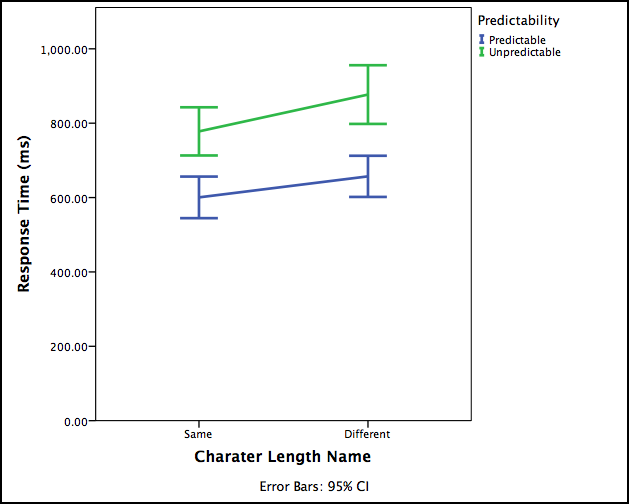 Predictability
Predictable
Unpredictable
1,000.00
800.00
600.00
400.00
200.00
0.00
Response Time (ms)
Same
Different
Charater Length Name
Error Bars: 95% CI